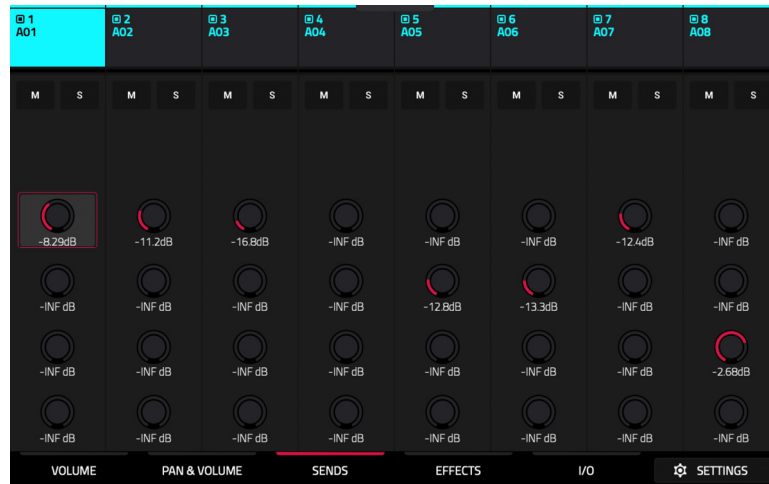 1 2 3 4 5 6 7 8
A01 A02 A03 A04 A05 A06 A07 A08
M S M S M S M S M S M S M S M S
-8.29dB -11.2dB -16.8dB -INF dB -INF dB -INF dB -12.4dB -INF dB
-INF dB -INF dB -INF dB -INF dB -12.8dB -13.3dB -INF dB -INF dB
-INF dB -INF dB -INF dB -INF dB -INF dB -INF dB -INF dB -2.68dB
-INF dB -INF dB -INF dB -INF dB -INF dB -INF dB -INF dB -INF dB
VOLUME PAN & VOLUME SENDS EFFECTS I/O SETTINGS